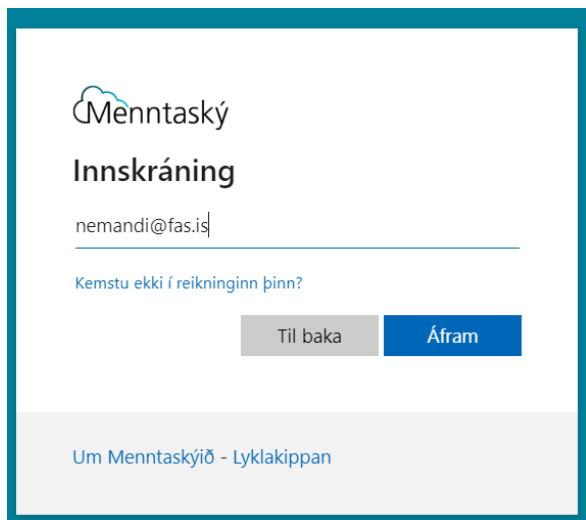 Menntaský
Innskráning
nemandi@fas.is
Kemstu ekki í reikninginn þinn?
Til baka Áfram
Um Menntaskýið - Lyklakippan